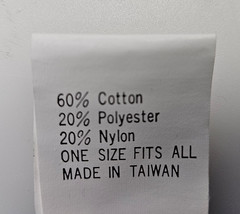 60% Cotton
20% Polyester
20% Nylon
ONE SIZE FITS ALL
MADE IN TAIWAN